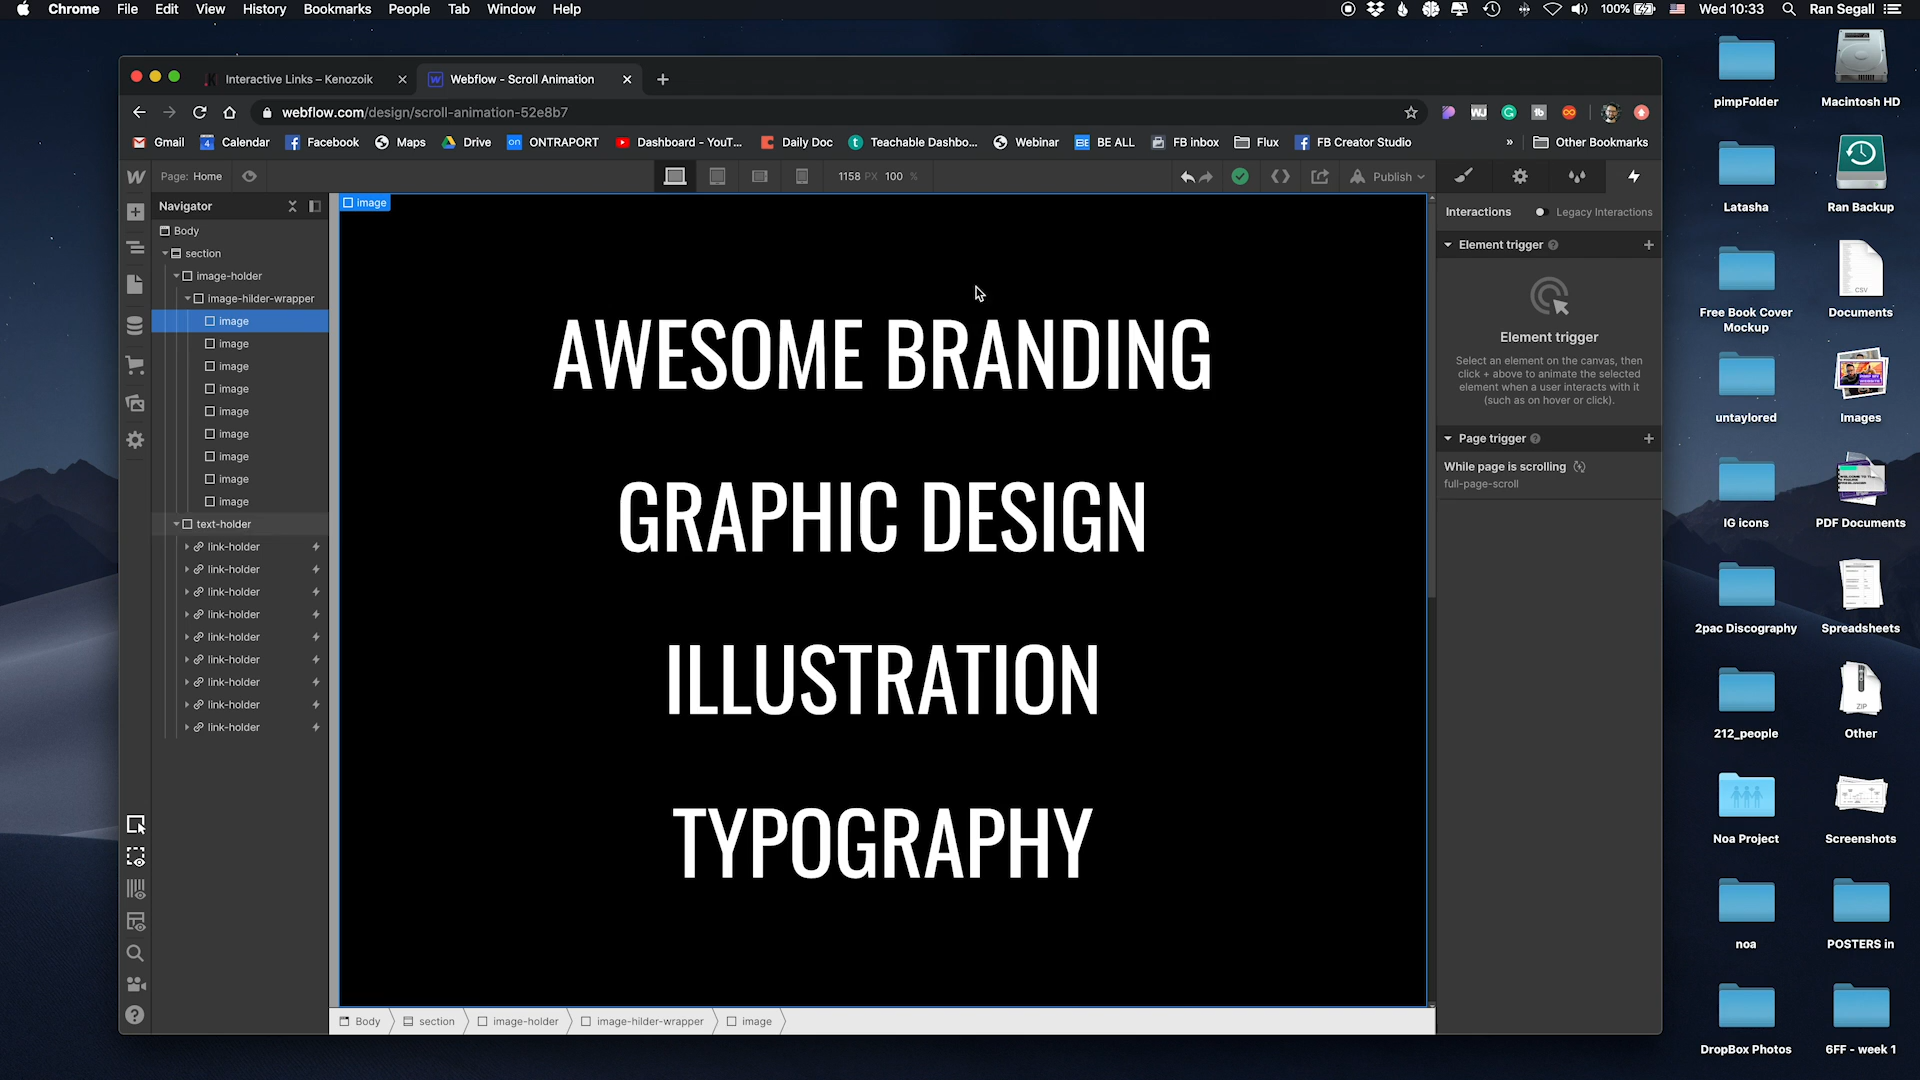 Chrome File Edit View History Bookmarks People Tab Window Help
100% Wed 10:33 Ran Segall
Interactive Links – Kenozoik
Webflow - Scroll Animation
webflow.com/design/scroll-animation-52e8b7
Gmail Calendar Facebook Maps Drive ONTRAPORT Dashboard - YouT... Daily Doc Teachable Dashbo... Webinar BE ALL FB inbox Flux FB Creator Studio » Other Bookmarks
Page: Home
1158 PX 100 %
Publish
Navigator
Body
section
image-holder
image-hilder-wrapper
image
image
image
image
image
image
image
image
image
text-holder
link-holder
link-holder
link-holder
link-holder
link-holder
link-holder
link-holder
link-holder
link-holder
image
AWESOME BRANDING
GRAPHIC DESIGN
ILLUSTRATION
TYPOGRAPHY
Body section image-holder image-hilder-wrapper image
Interactions Legacy Interactions
Element trigger
Element trigger
Select an element on the canvas, then
click + above to animate the selected
element when a user interacts with it
(such as on hover or click).
Page trigger
While page is scrolling
full-page-scroll
pimpFolder
Macintosh HD
Latasha
Ran Backup
Free Book Cover
Mockup
CSV
Documents
untaylored
Images
IG icons
PDF Documents
2pac Discography
Spreadsheets
212_people
ZIP
Other
Noa Project
Screenshots
noa
POSTERS in
DropBox Photos
6FF - week 1